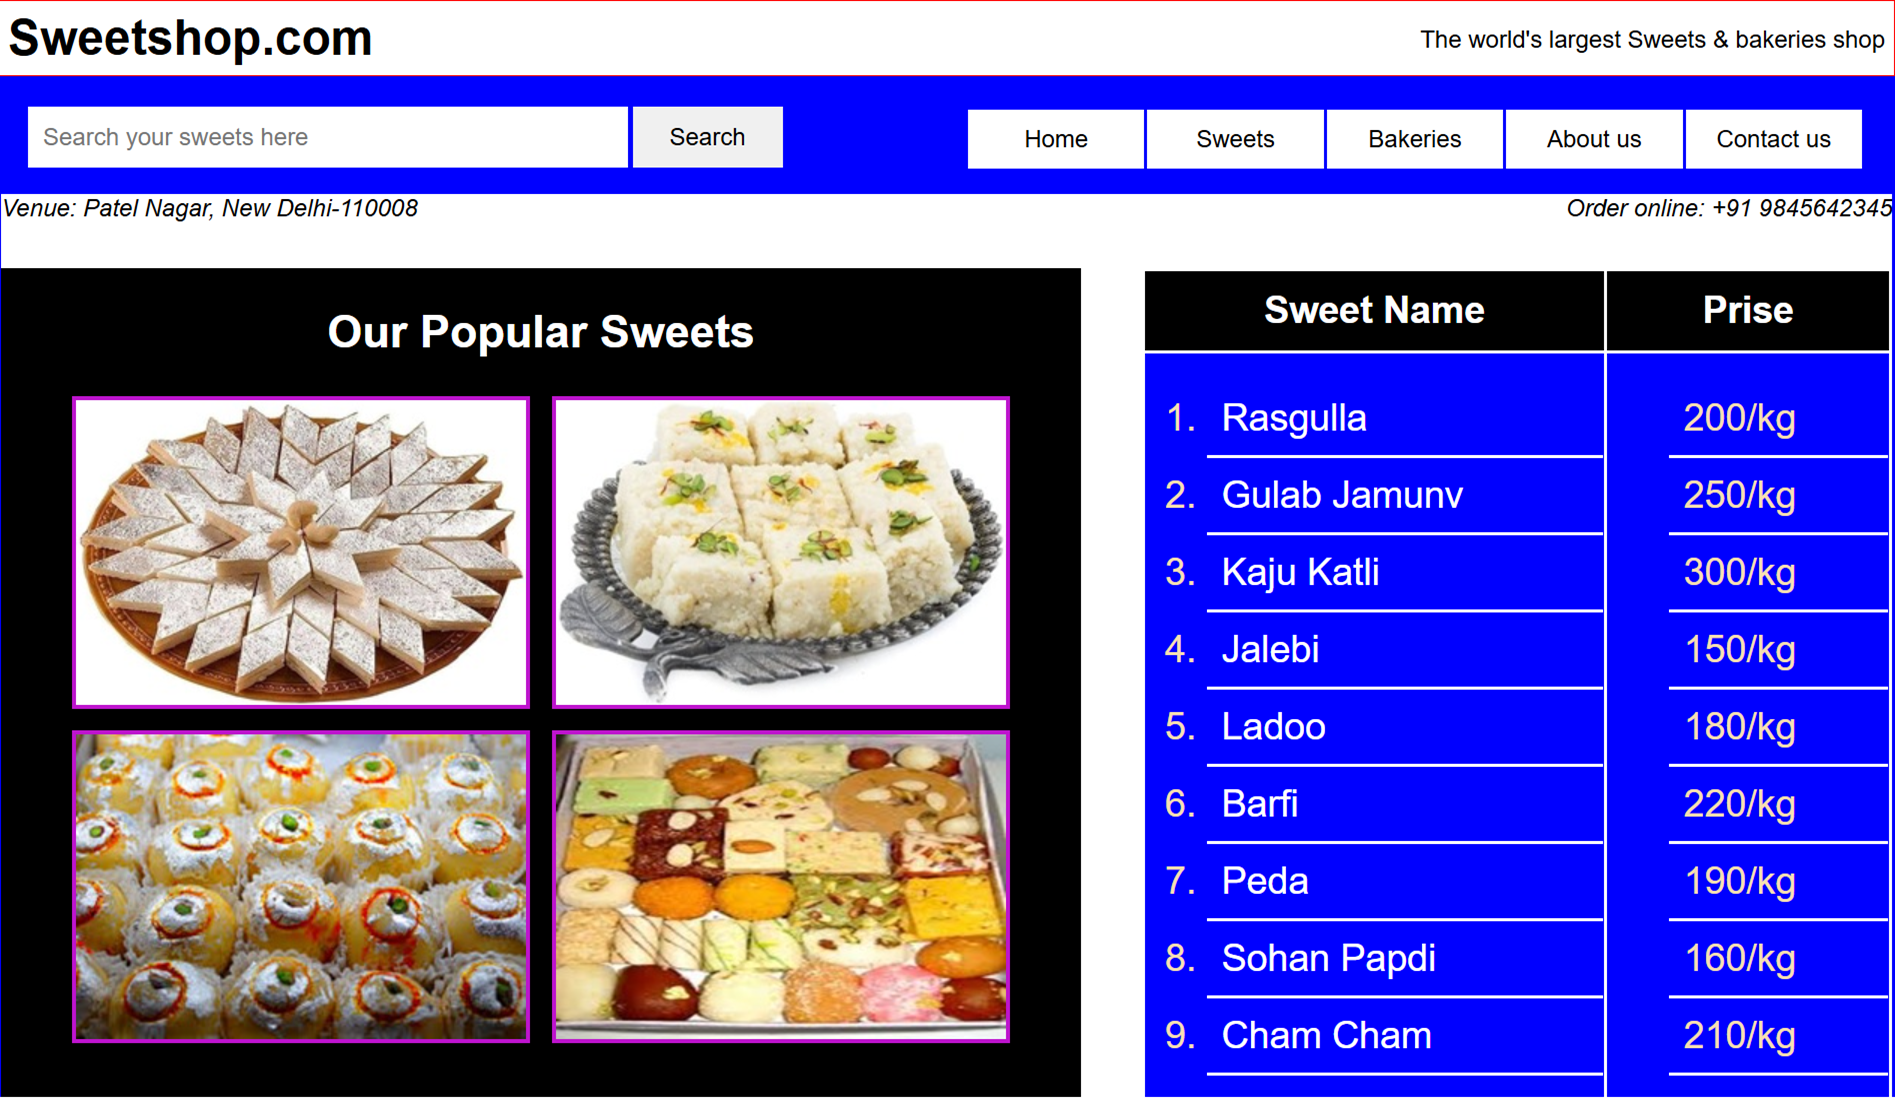 Sweetshop.com
The world's largest Sweets & bakeries shop
Search your sweets here
Search
Home
Sweets
Bakeries
About us
Contact us
Venue: Patel Nagar, New Delhi-110008
Order online: +91 9845642345
Our Popular Sweets
Sweet Name Prise
1. Rasgulla 200/kg
2. Gulab Jamunv 250/kg
3. Kaju Katli 300/kg
4. Jalebi 150/kg
5. Ladoo 180/kg
6. Barfi 220/kg
7. Peda 190/kg
8. Sohan Papdi 160/kg
9. Cham Cham 210/kg